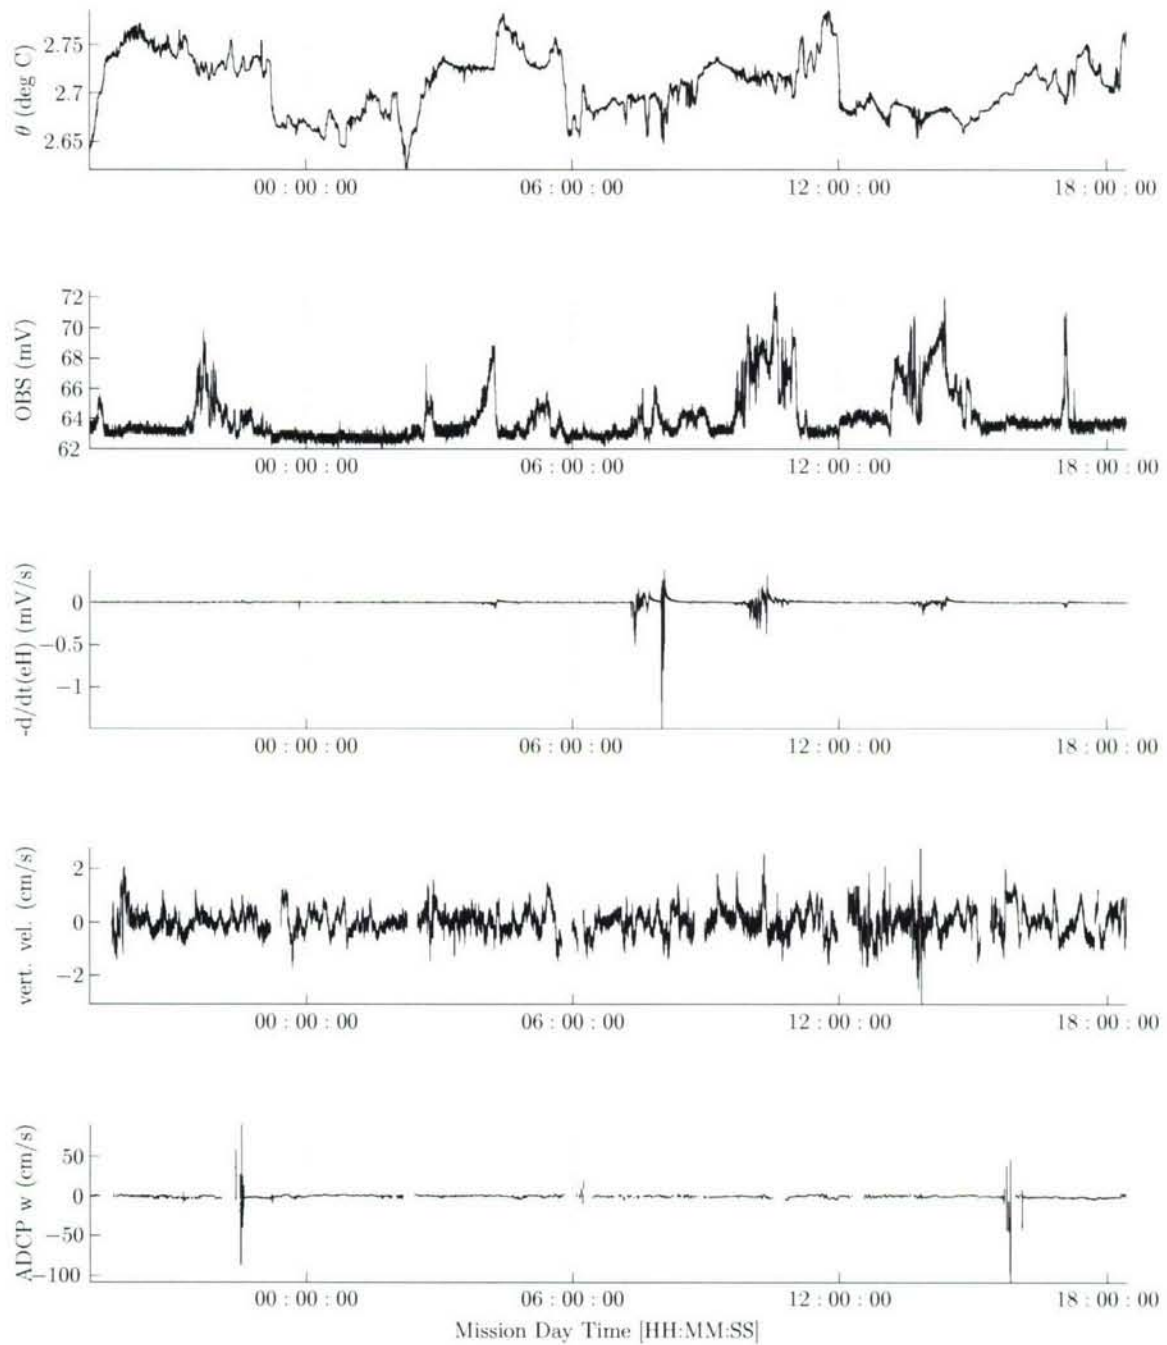 θ (deg C)
2.75
2.7
2.65
00 : 00 : 00 06 : 00 : 00 12 : 00 : 00 18 : 00 : 00
OBS (mV)
72
70
68
66
64
62
00 : 00 : 00 06 : 00 : 00 12 : 00 : 00 18 : 00 : 00
-d/dt(eH) (mV/s)
0
−0.5
−1
00 : 00 : 00 06 : 00 : 00 12 : 00 : 00 18 : 00 : 00
vert. vel. (cm/s)
2
0
−2
00 : 00 : 00 06 : 00 : 00 12 : 00 : 00 18 : 00 : 00
ADCP w (cm/s)
50
0
−50
−100
00 : 00 : 00 06 : 00 : 00 12 : 00 : 00 18 : 00 : 00
Mission Day Time [HH:MM:SS]